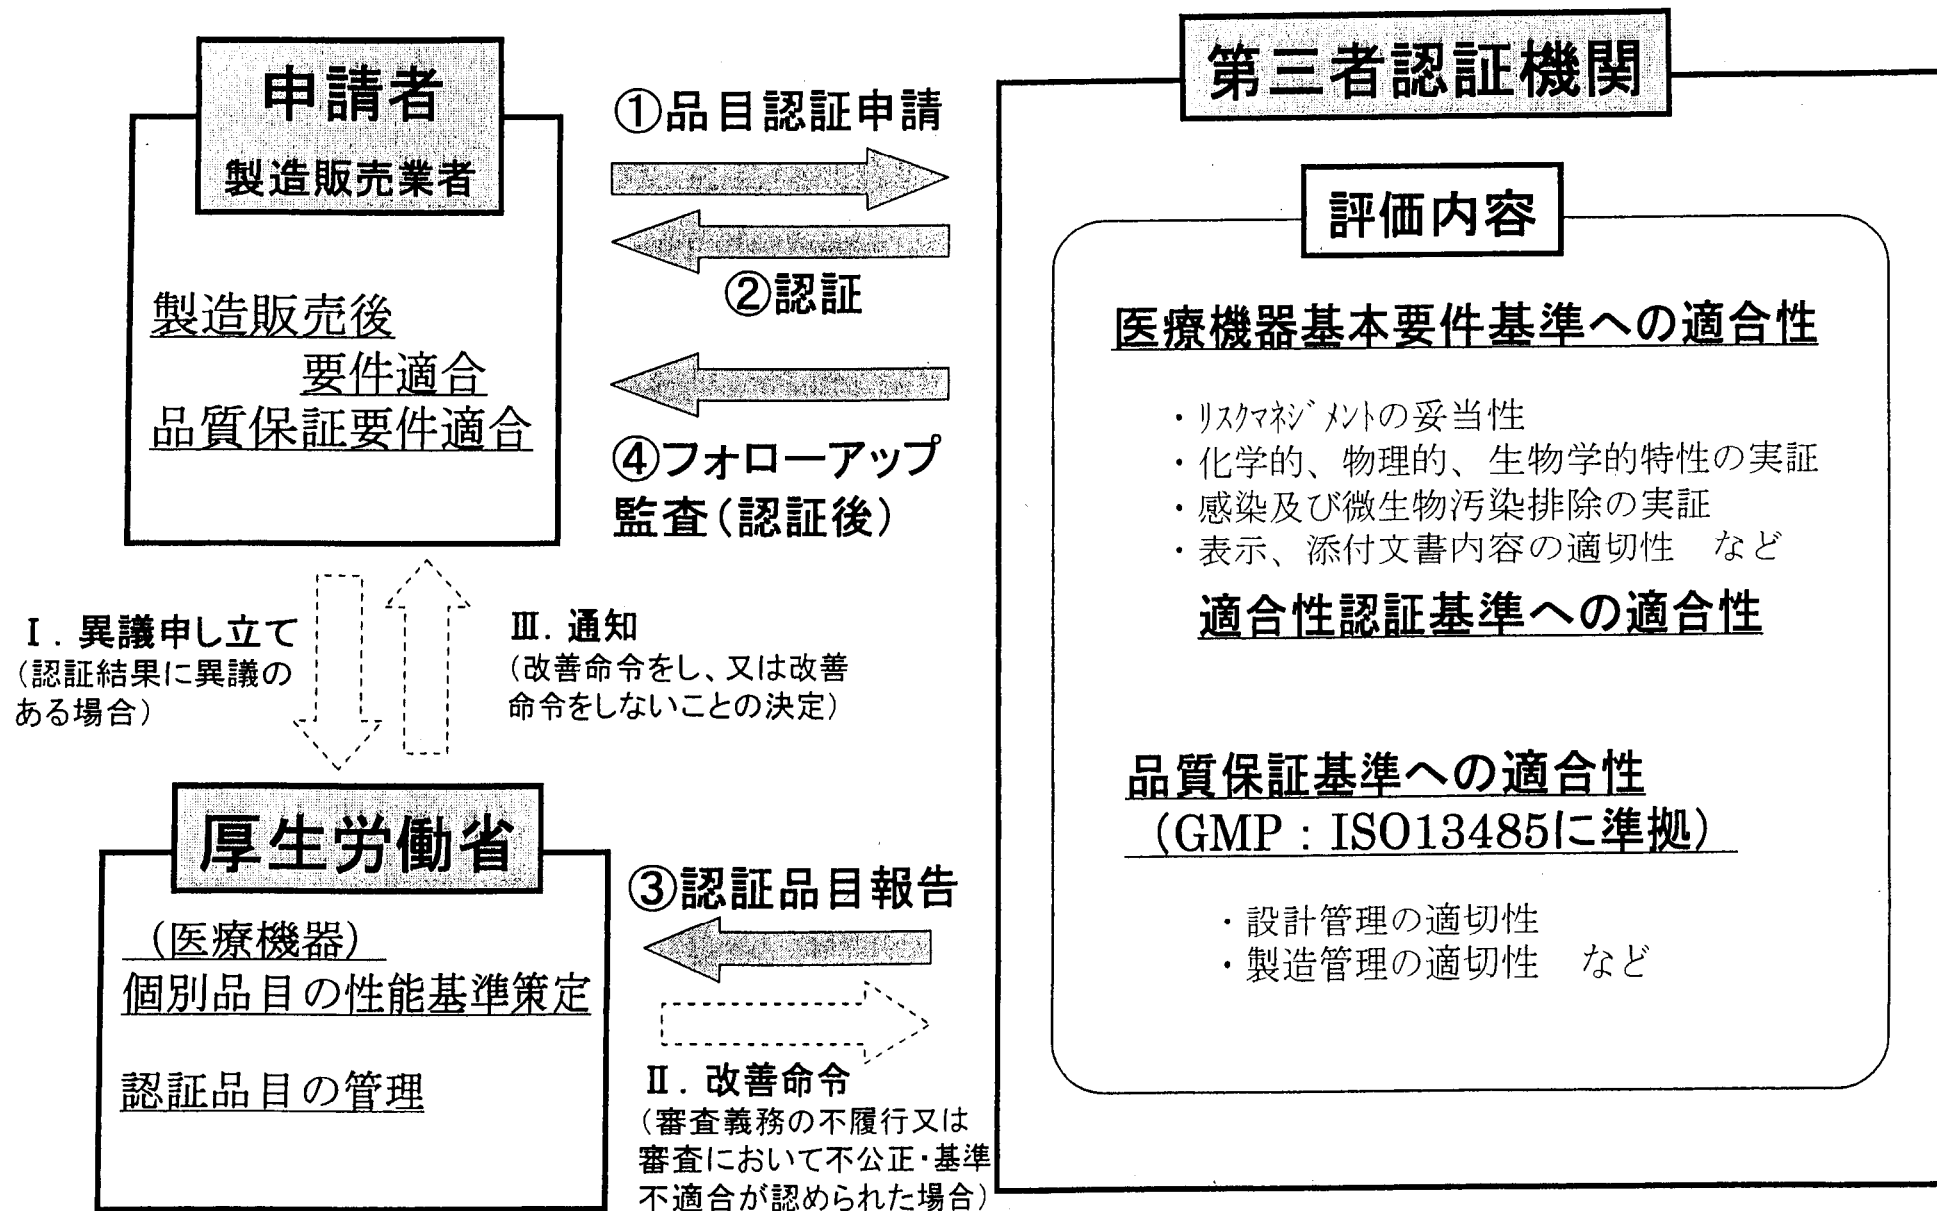 申請者
製造販売業者
製造販売後
要件適合
品質保証要件適合
①品目認証申請
②認証
④フォローアップ
監査(認証後)
第三者認証機関
評価内容
医療機器基本要件基準への適合性
・ﾘｽｸﾏﾈｼﾞﾒﾝﾄの妥当性
・化学的、物理的、生物学的特性の実証
・感染及び微生物汚染排除の実証
・表示、添付文書内容の適切性　など
適合性認証基準への適合性
品質保証基準への適合性
(GMP：ISO13485に準拠)
・設計管理の適切性
・製造管理の適切性　など
Ⅰ. 異議申し立て
(認証結果に異議の
ある場合)
Ⅲ. 通知
(改善命令をし、又は改善
命令をしないことの決定)
厚生労働省
(医療機器)
個別品目の性能基準策定
認証品目の管理
③認証品目報告
Ⅱ. 改善命令
(審査義務の不履行又は
審査において不公正・基準
不適合が認められた場合)